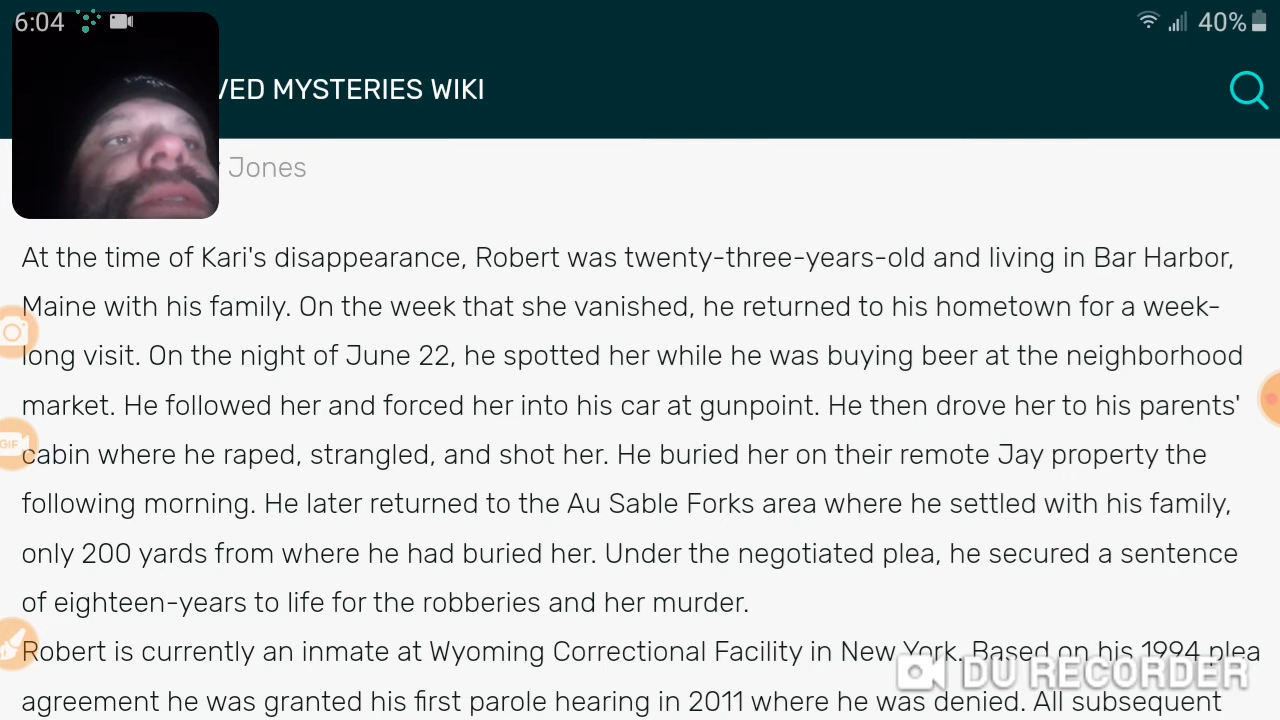 6:04 40%
VED MYSTERIES WIKI
Jones
At the time of Kari's disappearance, Robert was twenty-three-years-old and living in Bar Harbor,
Maine with his family. On the week that she vanished, he returned to his hometown for a week-
long visit. On the night of June 22, he spotted her while he was buying beer at the neighborhood
market. He followed her and forced her into his car at gunpoint. He then drove her to his parents'
GIF
cabin where he raped, strangled, and shot her. He buried her on their remote Jay property the
following morning. He later returned to the Au Sable Forks area where he settled with his family,
only 200 yards from where he had buried her. Under the negotiated plea, he secured a sentence
of eighteen-years to life for the robberies and her murder.
Robert is currently an inmate at Wyoming Correctional Facility in New York. Based on his 1994 plea
DU RECORDER
agreement he was granted his first parole hearing in 2011 where he was denied. All subsequent